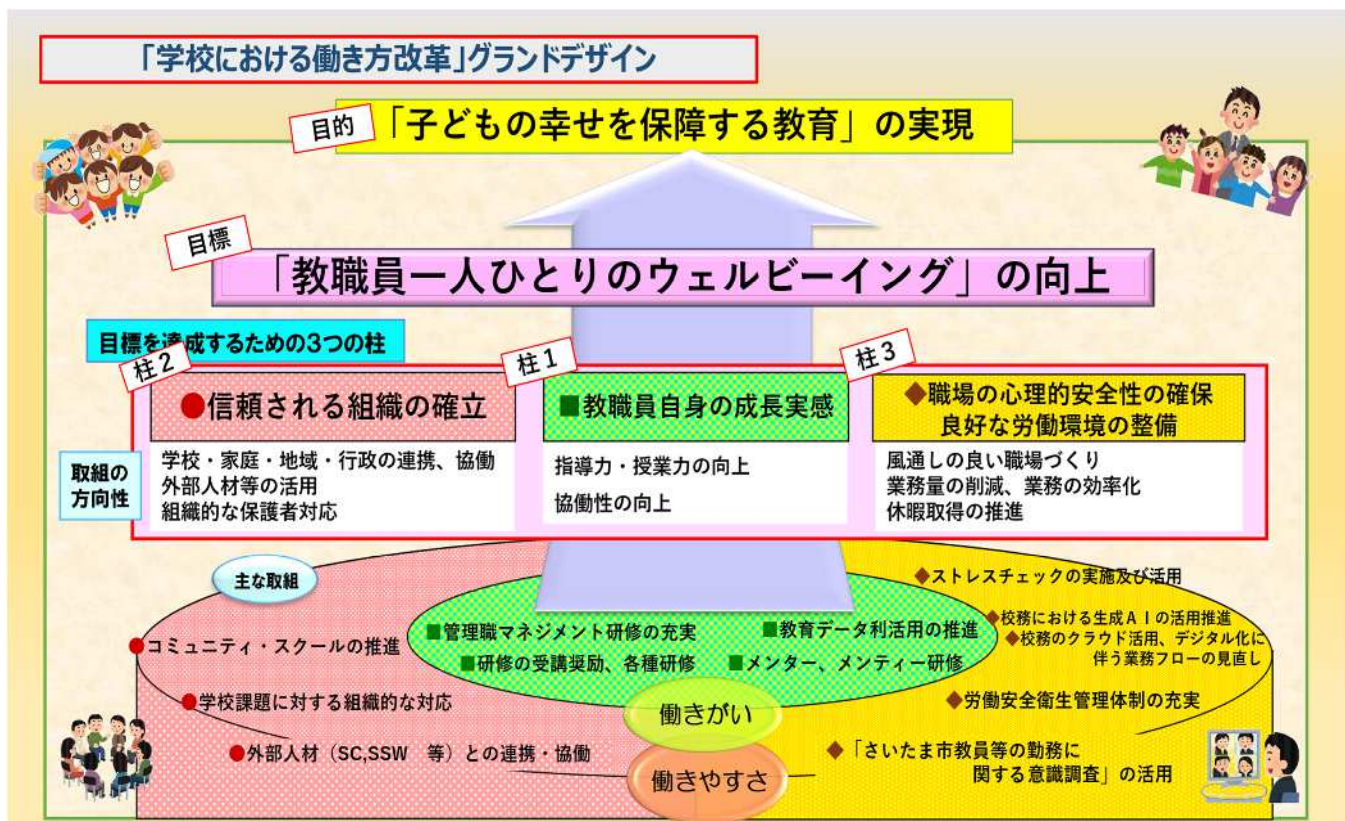 「学校における働き方改革」グランドデザイン
目的
「子どもの幸せを保障する教育」の実現
目標
「教職員一人ひとりのウェルビーイング」の向上
目標を達成するための3つの柱
柱2
●信頼される組織の確立
柱1
■教職員自身の成長実感
柱3
◆職場の心理的安全性の確保
良好な労働環境の整備
取組の
方向性
学校・家庭・地域・行政の連携、協働
外部人材等の活用
組織的な保護者対応
指導力・授業力の向上
協働性の向上
風通しの良い職場づくり
業務量の削減、業務の効率化
休暇取得の推進
主な取組
●コミュニティ・スクールの推進
●学校課題に対する組織的な対応
●外部人材（SC,SSW　等）との連携・協働
■管理職マネジメント研修の充実
■教育データ利活用の推進
■研修の受講奨励、各種研修
■メンター、メンティー研修
◆ストレスチェックの実施及び活用
◆校務における生成ＡＩの活用推進
◆校務のクラウド活用、デジタル化に
伴う業務フローの見直し
◆労働安全衛生管理体制の充実
◆「さいたま市教員等の勤務に
関する意識調査」の活用
働きがい
働きやすさ